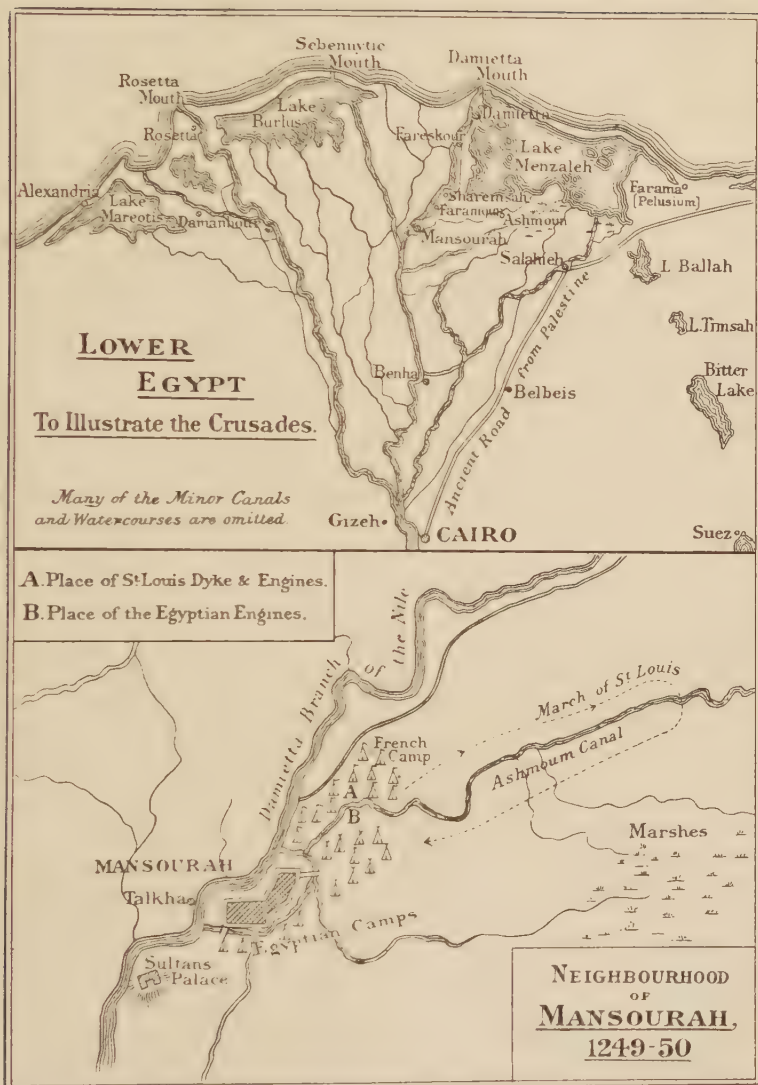 Sebennytic
Mouth
Damietta
Mouth
Rosetta
Mouth
Lake
Burlus
Rosetta
Fareskour
Damietta
Lake
Menzaleh
Alexandria
Lake
Mareotis
Damanhour
Sharemsah
Faramous
Ashmoun
Mansourah
Farama
(Pelusium)
Salahieh
L Ballah
L. Timsah
Bitter
Lake
LOWER
EGYPT
To Illustrate the Crusades.
Benha
Belbeis
Ancient Road from Palestine
Many of the Minor Canals
and Watercourses are omitted.
Gizeh
CAIRO
Suez
A. Place of St Louis Dyke & Engines.
B. Place of the Egyptian Engines.
Damietta Branch of the Nile
March of St Louis
French
Camp
A
B
Ashmoum Canal
Marshes
MANSOURAH
Talkha
Egyptian Camps
Sultans
Palace
NEIGHBOURHOOD
OF
MANSOURAH,
1249-50